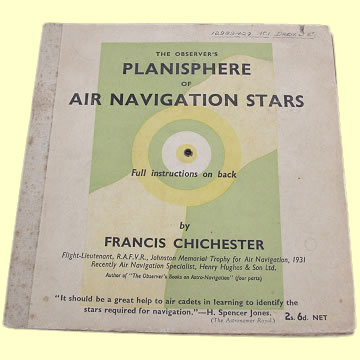 THE OBSERVER'S
PLANISPHERE
OF
AIR NAVIGATION STARS
Full instructions on back
by
FRANCIS CHICHESTER
Flight-Lieutenant, R.A.F.V.R., Johnston Memorial Trophy for Air Navigation, 1931
Recently Air Navigation Specialist, Henry Hughes & Son Ltd.
Author of "The Observer's Books on Astro-Navigation" (four parts)
"It should be a great help to air cadets in learning to identify the
stars required for navigation."—H. Spencer Jones.
(The Astronomer Royal.)
2s. 6d. NET